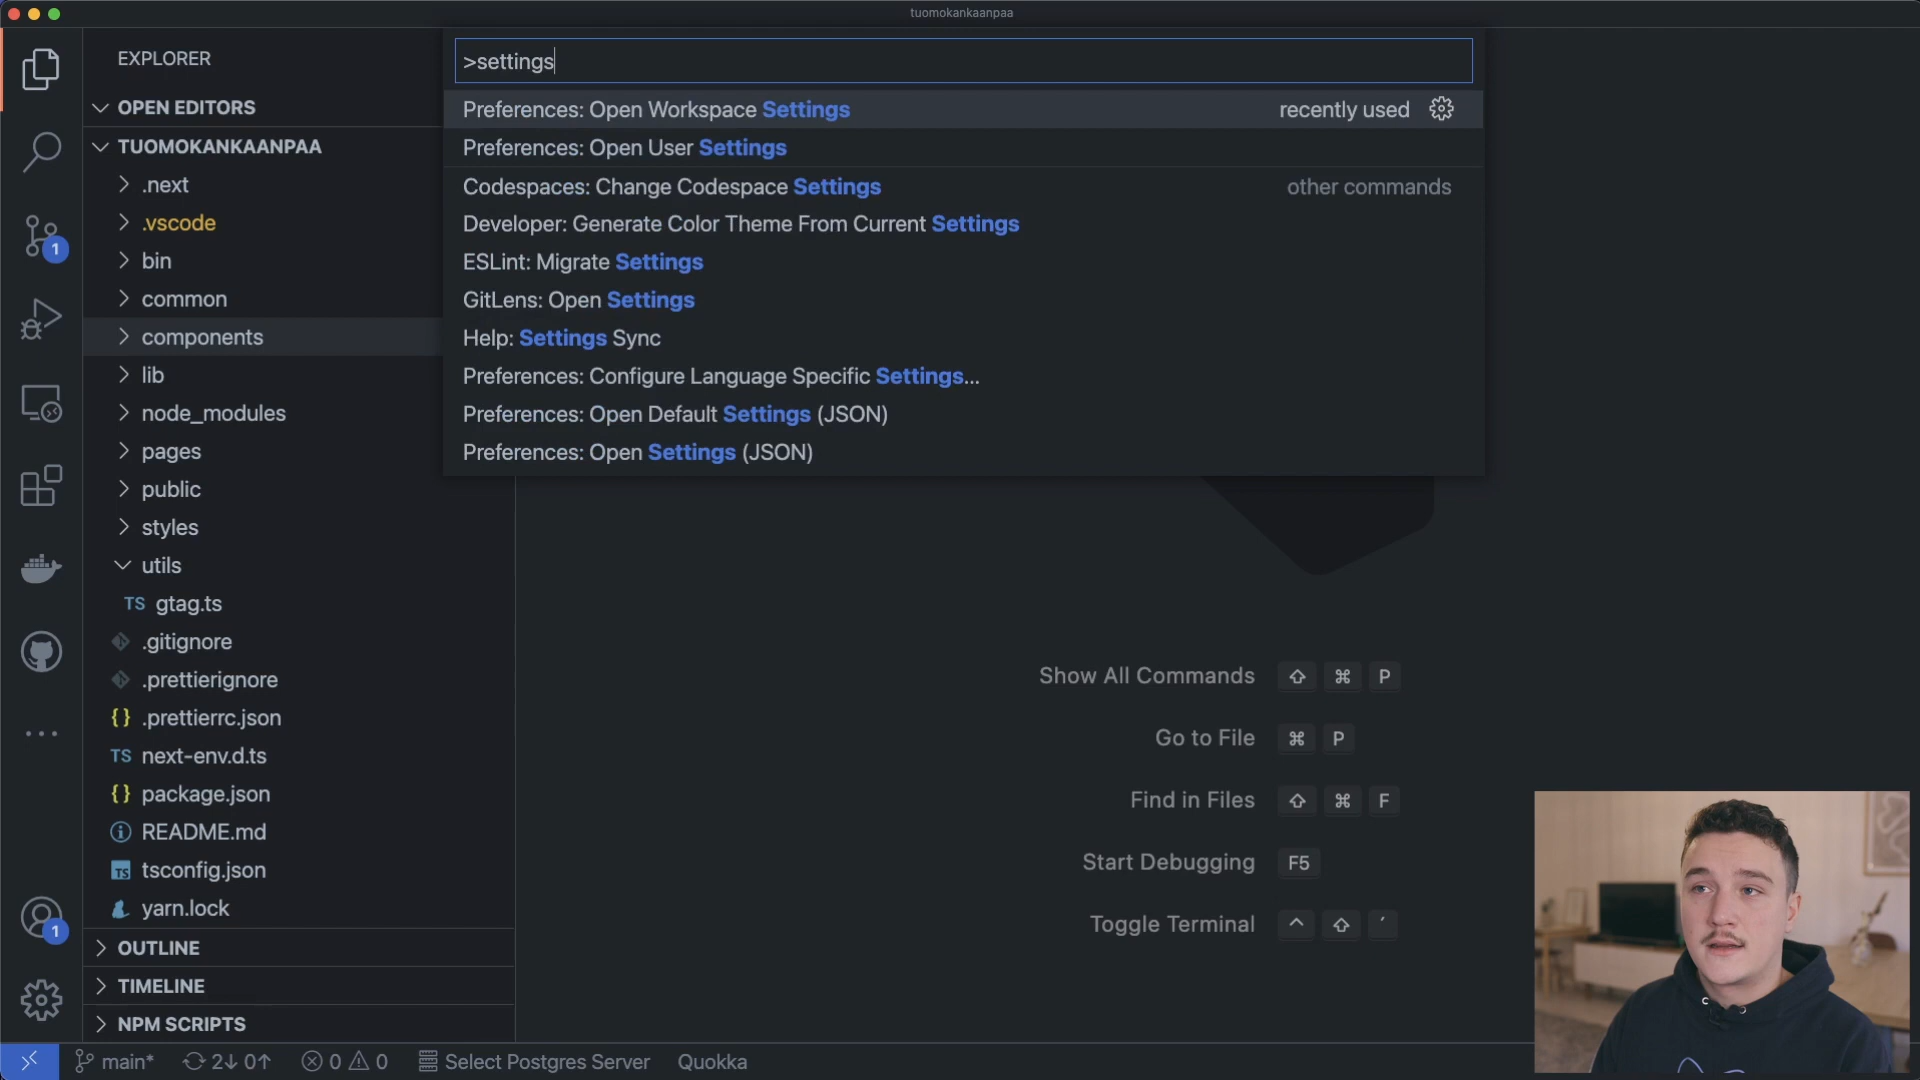 tuomokankaanpaa
EXPLORER
OPEN EDITORS
TUOMOKANKAANPAA
.next
.vscode
1
bin
common
components
lib
node_modules
pages
public
styles
utils
TS gtag.ts
.gitignore
.prettierignore
{} .prettierrc.json
TS next-env.d.ts
{} package.json
README.md
TS tsconfig.json
yarn.lock
1
OUTLINE
TIMELINE
NPM SCRIPTS
>settings
Preferences: Open Workspace Settings recently used
Preferences: Open User Settings
Codespaces: Change Codespace Settings other commands
Developer: Generate Color Theme From Current Settings
ESLint: Migrate Settings
GitLens: Open Settings
Help: Settings Sync
Preferences: Configure Language Specific Settings...
Preferences: Open Default Settings (JSON)
Preferences: Open Settings (JSON)
Show All Commands ⇧ ⌘ P
Go to File ⌘ P
Find in Files ⇧ ⌘ F
Start Debugging F5
Toggle Terminal ^ ⇧ ´
main* 2↓ 0↑ 0 0 Select Postgres Server Quokka